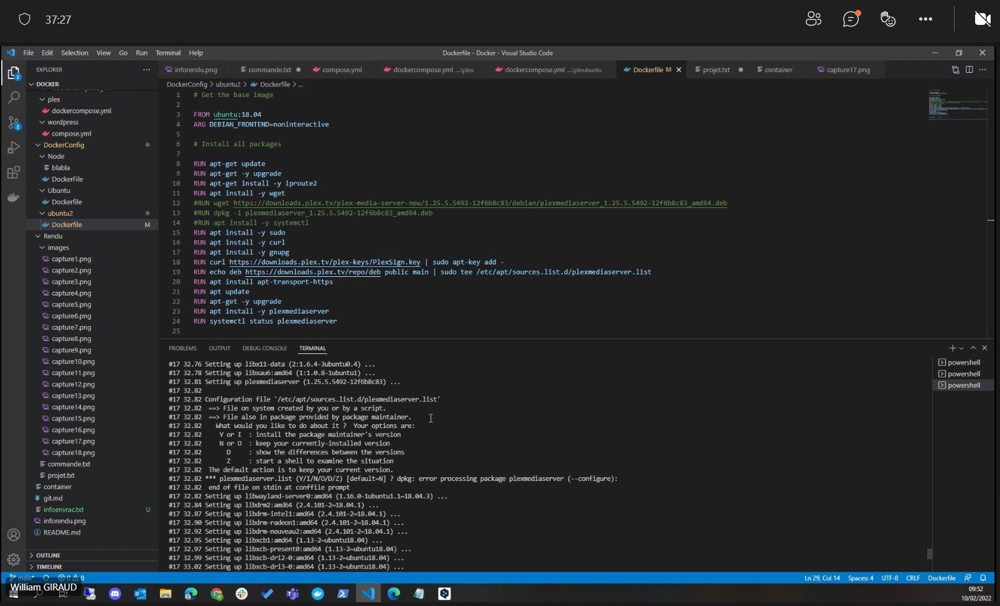 37:27
File Edit Selection View Go Run Terminal Help
Dockerfile - Docker - Visual Studio Code
EXPLORER
inforendu.png commande.txt compose.yml dockercompose.yml ...\plex dockercompose.yml ...\pleubuntu Dockerfile M projet.txt container capture17.png
DockerConfig > ubuntu2 > Dockerfile > ...
DOCKER
plex
dockercompose.yml
wordpress
compose.yml
DockerConfig
Node
blabla
DockerFile
Ubuntu
Dockerfile
ubuntu2
Dockerfile M
Rendu
images
capture1.png
capture2.png
capture3.png
capture4.png
capture5.png
capture6.png
capture7.png
capture8.png
capture9.png
capture10.png
capture11.png
capture12.png
capture13.png
capture14.png
capture15.png
capture16.png
capture17.png
capture18.png
commande.txt
projet.txt
container
git.md
infoenvrac.txt U
inforendu.png
README.md
OUTLINE
TIMELINE
1 # Get the base image
2
3 FROM ubuntu:18.04
4 ARG DEBIAN_FRONTEND=noninteractive
5
6 # Install all packages
7
8 RUN apt-get update
9 RUN apt-get -y upgrade
10 RUN apt-get install -y iproute2
11 RUN apt install -y wget
12 #RUN wget https://downloads.plex.tv/plex-media-server-new/1.25.5.5492-12f6b8c83/debian/plexmediaserver_1.25.5.5492-12f6b8c83_amd64.deb
13 #RUN dpkg -i plexmediaserver_1.25.5.5492-12f6b8c83_amd64.deb
14 #RUN apt install -y systemctl
15 RUN apt install -y sudo
16 RUN apt install -y curl
17 RUN apt install -y gnupg
18 RUN curl https://downloads.plex.tv/plex-keys/PlexSign.key | sudo apt-key add -
19 RUN echo deb https://downloads.plex.tv/repo/deb public main | sudo tee /etc/apt/sources.list.d/plexmediaserver.list
20 RUN apt install apt-transport-https
21 RUN apt update
22 RUN apt-get -y upgrade
23 RUN apt install -y plexmediaserver
24 RUN systemctl status plexmediaserver
25
PROBLEMS OUTPUT DEBUG CONSOLE TERMINAL
#17 32.76 Setting up libx11-data (2:1.6.4-3ubuntu0.4) ...
#17 32.78 Setting up libxau6:amd64 (1:1.0.8-1ubuntu1) ...
#17 32.81 Setting up plexmediaserver (1.25.5.5492-12f6b8c83) ...
#17 32.82
#17 32.82 Configuration file '/etc/apt/sources.list.d/plexmediaserver.list'
#17 32.82 ==> File on system created by you or by a script.
#17 32.82 ==> File also in package provided by package maintainer.
#17 32.82 What would you like to do about it ? Your options are:
#17 32.82 Y or I : install the package maintainer's version
#17 32.82 N or O : keep your currently-installed version
#17 32.82 D : show the differences between the versions
#17 32.82 Z : start a shell to examine the situation
#17 32.82 The default action is to keep your current version.
#17 32.82 *** plexmediaserver.list (Y/I/N/O/D/Z) [default=N] ? dpkg: error processing package plexmediaserver (--configure):
#17 32.82 end of file on stdin at conffile prompt
#17 32.82 Setting up libwayland-server0:amd64 (1.16.0-1ubuntu1.1~18.04.3) ...
#17 32.84 Setting up libdrm2:amd64 (2.4.101-2~18.04.1) ...
#17 32.87 Setting up libdrm-intel1:amd64 (2.4.101-2~18.04.1) ...
#17 32.90 Setting up libdrm-radeon1:amd64 (2.4.101-2~18.04.1) ...
#17 32.92 Setting up libdrm-nouveau2:amd64 (2.4.101-2~18.04.1) ...
#17 32.95 Setting up libxcb1:amd64 (1.13-2~ubuntu18.04) ...
#17 32.97 Setting up libxcb-present0:amd64 (1.13-2~ubuntu18.04) ...
#17 32.99 Setting up libxcb-dri2-0:amd64 (1.13-2~ubuntu18.04) ...
#17 33.02 Setting up libxcb-dri3-0:amd64 (1.13-2~ubuntu18.04) ...
powershell
powershell
powershell
main* 0 0
Ln 29, Col 14 Spaces: 4 UTF-8 CRLF Dockerfile
William GIRAUD
09:52
10/02/2022